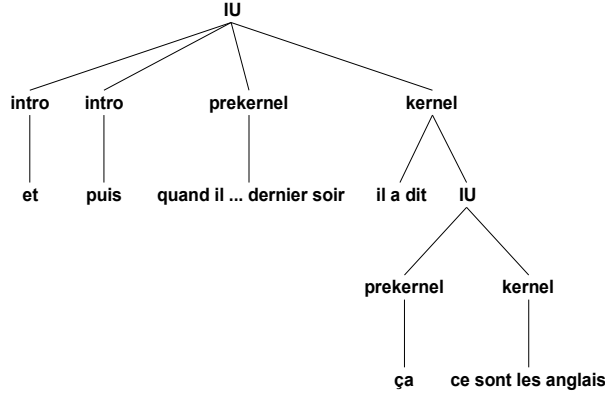 IU
intro intro prekernel kernel
et puis quand il ... dernier soir il a dit IU
prekernel kernel
ça ce sont les anglais